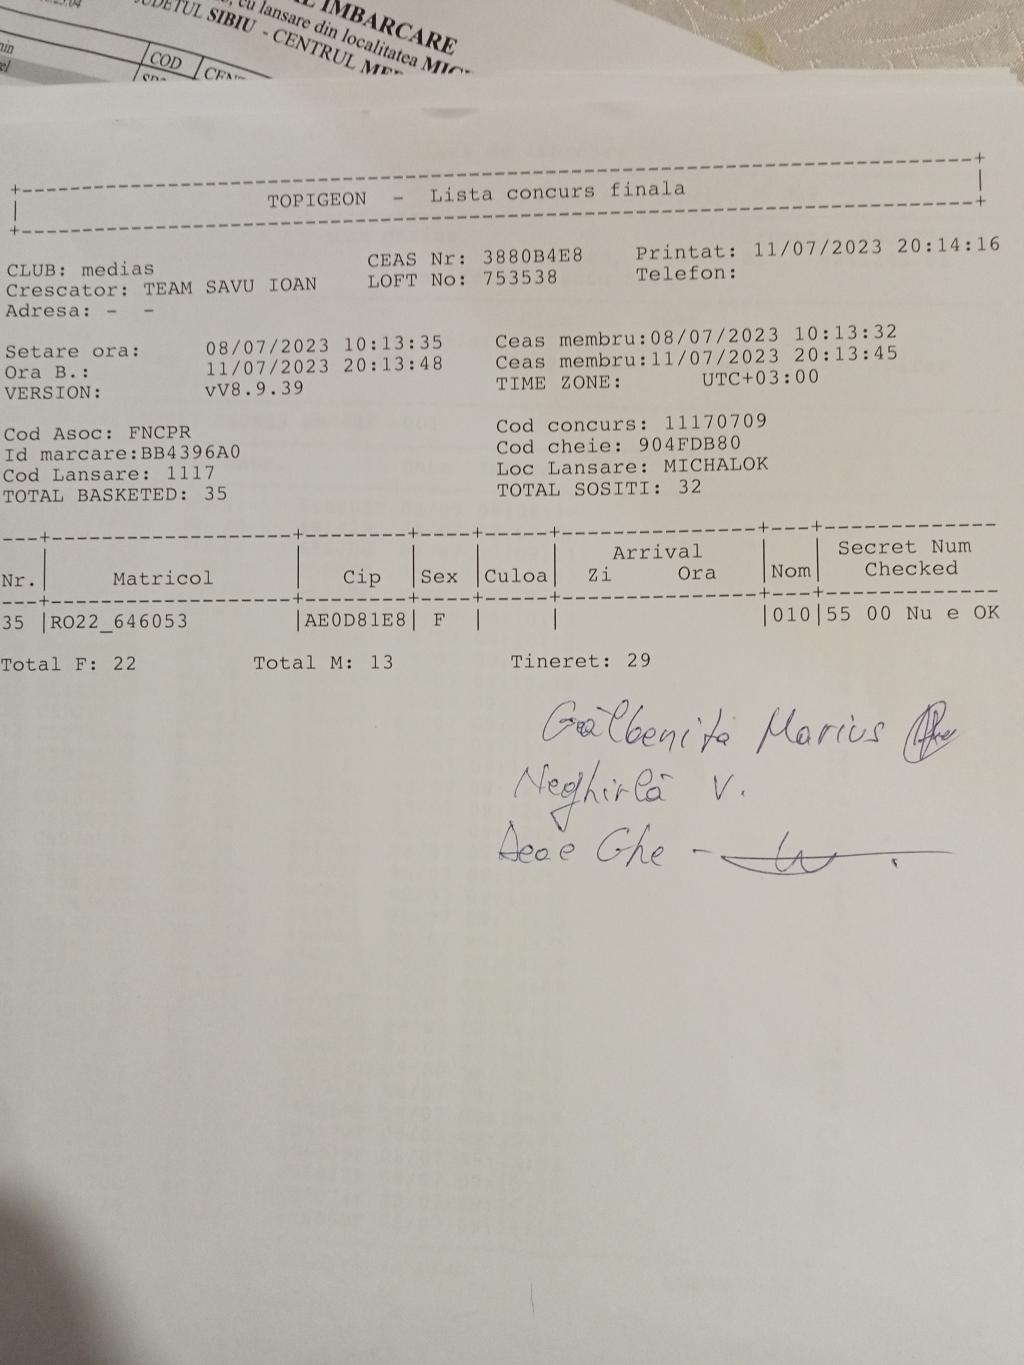 IMBARCARE
, cu lansare din localitatea
JUDETUL SIBIU - CENTRUL
COD
TOPIGEON - Lista concurs finala
CLUB: medias CEAS Nr: 3880B4E8 Printat: 11/07/2023 20:14:16
Crescator: TEAM SAVU IOAN LOFT No: 753538 Telefon:
Adresa: - -
Setare ora: 08/07/2023 10:13:35 Ceas membru:08/07/2023 10:13:32
Ora B.: 11/07/2023 20:13:48 Ceas membru:11/07/2023 20:13:45
VERSION: vV8.9.39 TIME ZONE: UTC+03:00
Cod Asoc: FNCPR Cod concurs: 11170709
Id marcare:BB4396A0 Cod cheie: 904FDB80
Cod Lansare: 1117 Loc Lansare: MICHALOK
TOTAL BASKETED: 35 TOTAL SOSITI: 32
Arrival Secret Num
Nr. Matricol Cip Sex Culoa Zi Ora Nom Checked
35 RO22_646053 AE0D81E8 F 010 55 00 Nu e OK
Total F: 22 Total M: 13 Tineret: 29
Gălbeniță Marius
Neghirlă V.
Ghe -